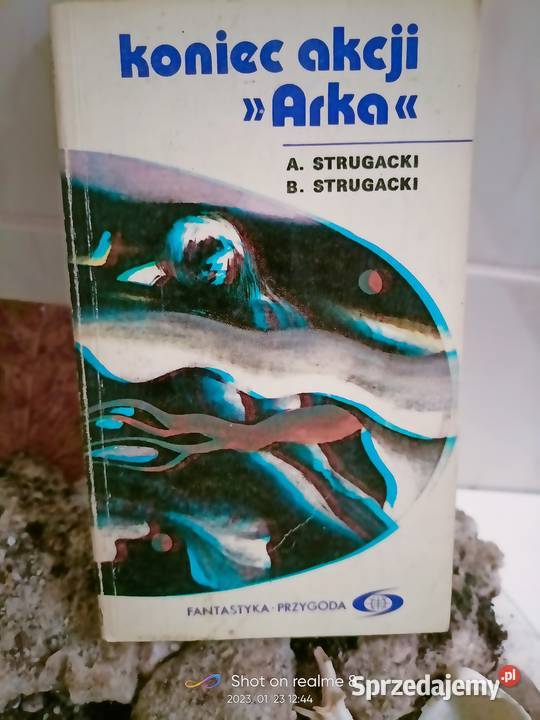 koniec akcji
»Arka«
A. STRUGACKI
B. STRUGACKI
FANTASTYKA·PRZYGODA
Shot on realme 8
2023.01.23 12:44
Sprzedajemy.pl